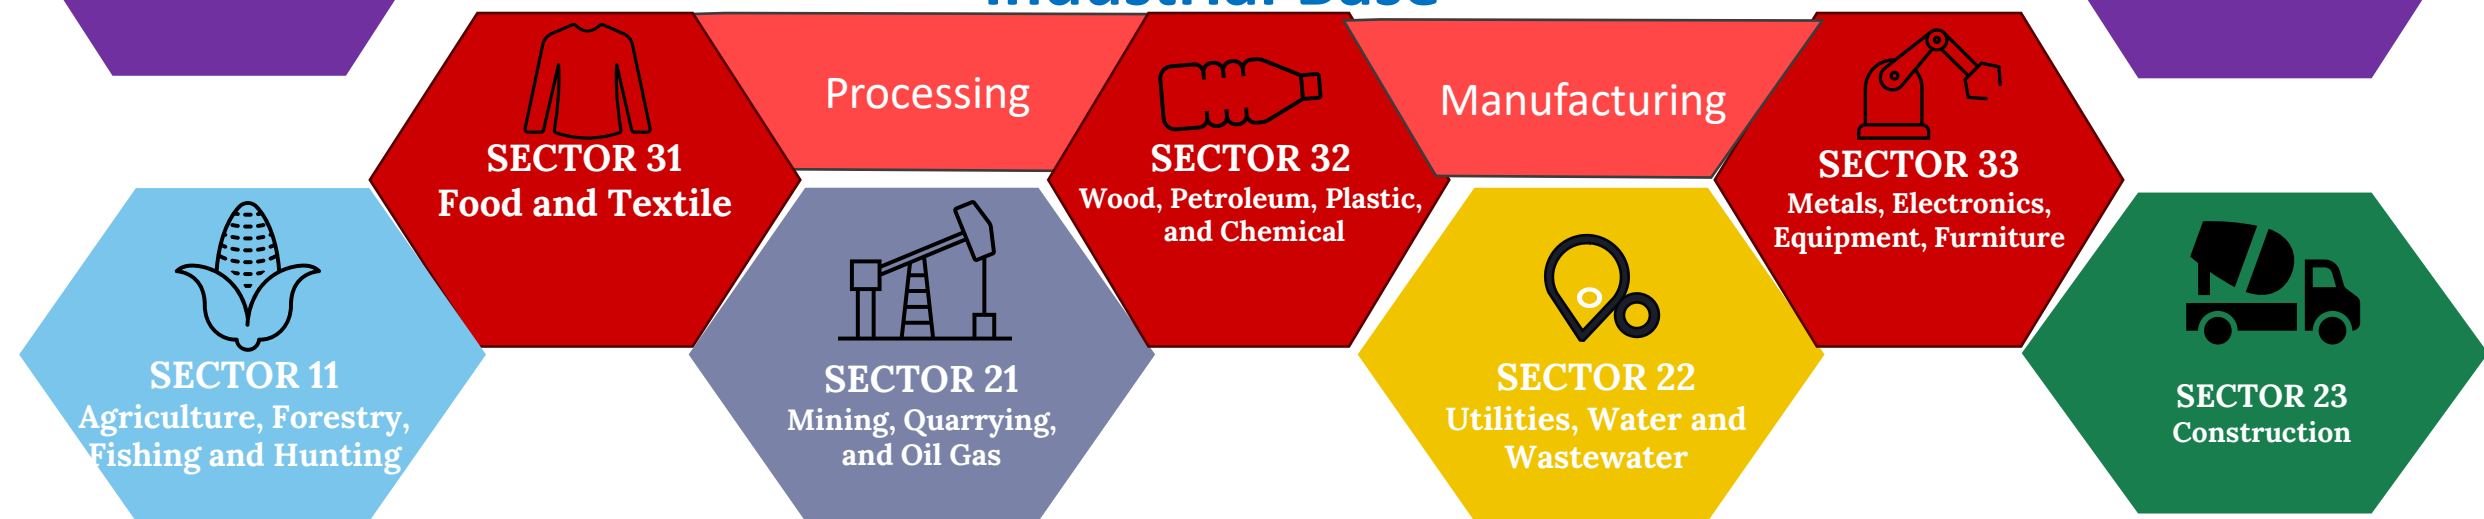 Industrial Base
Processing
Manufacturing
SECTOR 31
Food and Textile
SECTOR 32
Wood, Petroleum, Plastic,
and Chemical
SECTOR 33
Metals, Electronics,
Equipment, Furniture
SECTOR 11
Agriculture, Forestry,
Fishing and Hunting
SECTOR 21
Mining, Quarrying,
and Oil Gas
SECTOR 22
Utilities, Water and
Wastewater
SECTOR 23
Construction